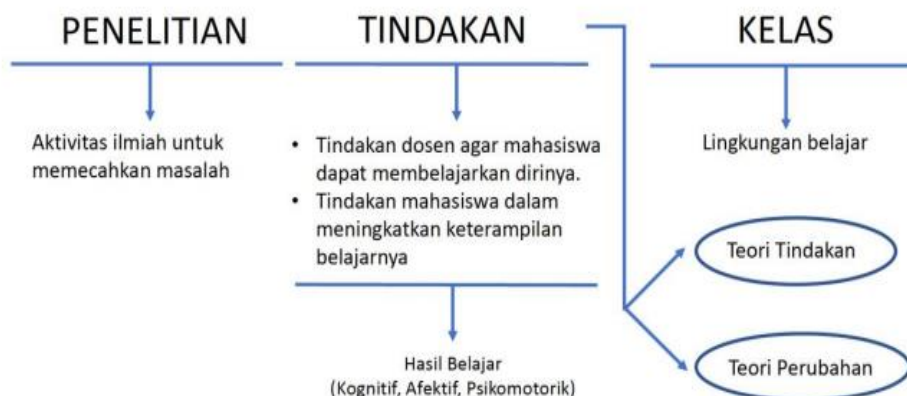 PENELITIAN
TINDAKAN
KELAS
Aktivitas ilmiah untuk
memecahkan masalah
• Tindakan dosen agar mahasiswa
dapat membelajarkan dirinya.
• Tindakan mahasiswa dalam
meningkatkan keterampilan
belajarnya
Lingkungan belajar
Teori Tindakan
Teori Perubahan
Hasil Belajar
(Kognitif, Afektif, Psikomotorik)